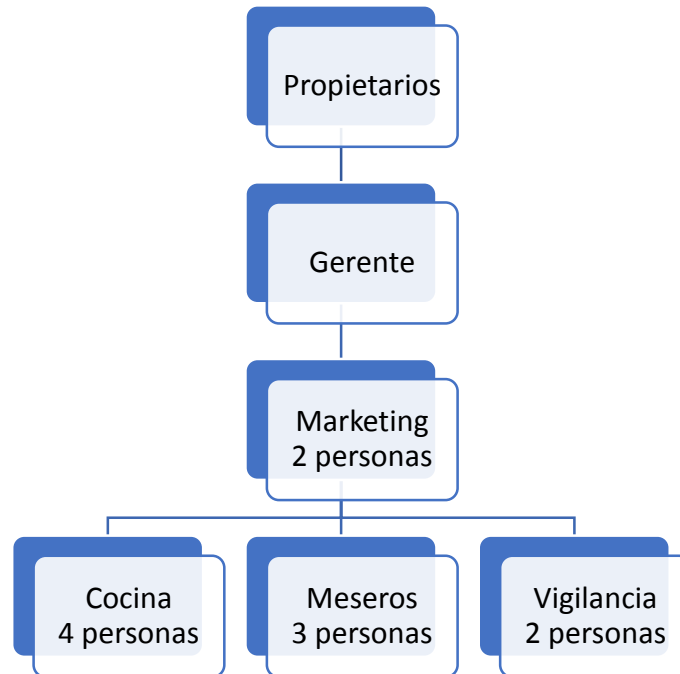 Propietarios
Gerente
Marketing
2 personas
Cocina
4 personas
Meseros
3 personas
Vigilancia
2 personas